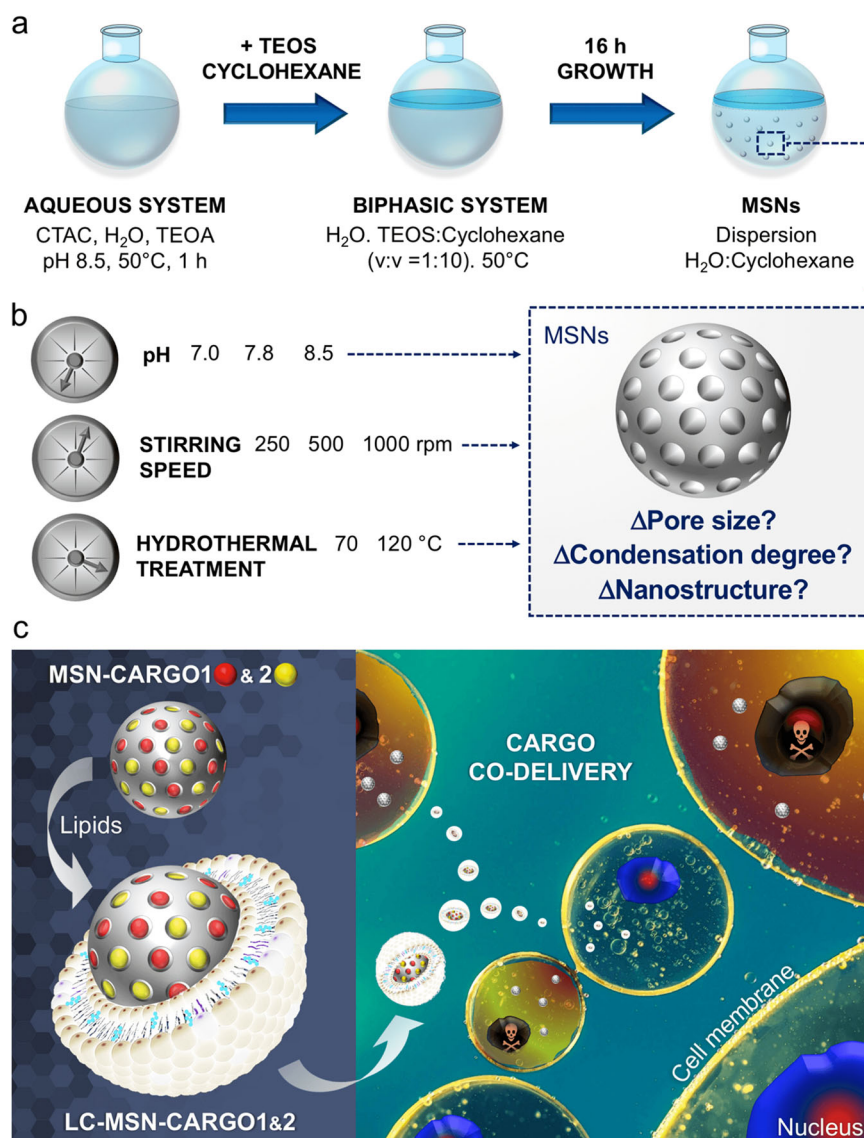 a
+ TEOS
CYCLOHEXANE
16 h
GROWTH
AQUEOUS SYSTEM
CTAC, H₂O, TEOA
pH 8.5, 50°C, 1 h
BIPHASIC SYSTEM
H₂O. TEOS:Cyclohexane
(v:v =1:10). 50°C
MSNs
Dispersion
H₂O:Cyclohexane
b
pH 7.0 7.8 8.5
STIRRING SPEED 250 500 1000 rpm
HYDROTHERMAL TREATMENT 70 120 °C
MSNs
ΔPore size?
ΔCondensation degree?
ΔNanostructure?
c
MSN-CARGO1 & 2
Lipids
LC-MSN-CARGO1&2
CARGO
CO-DELIVERY
Cell membrane
Nucleus